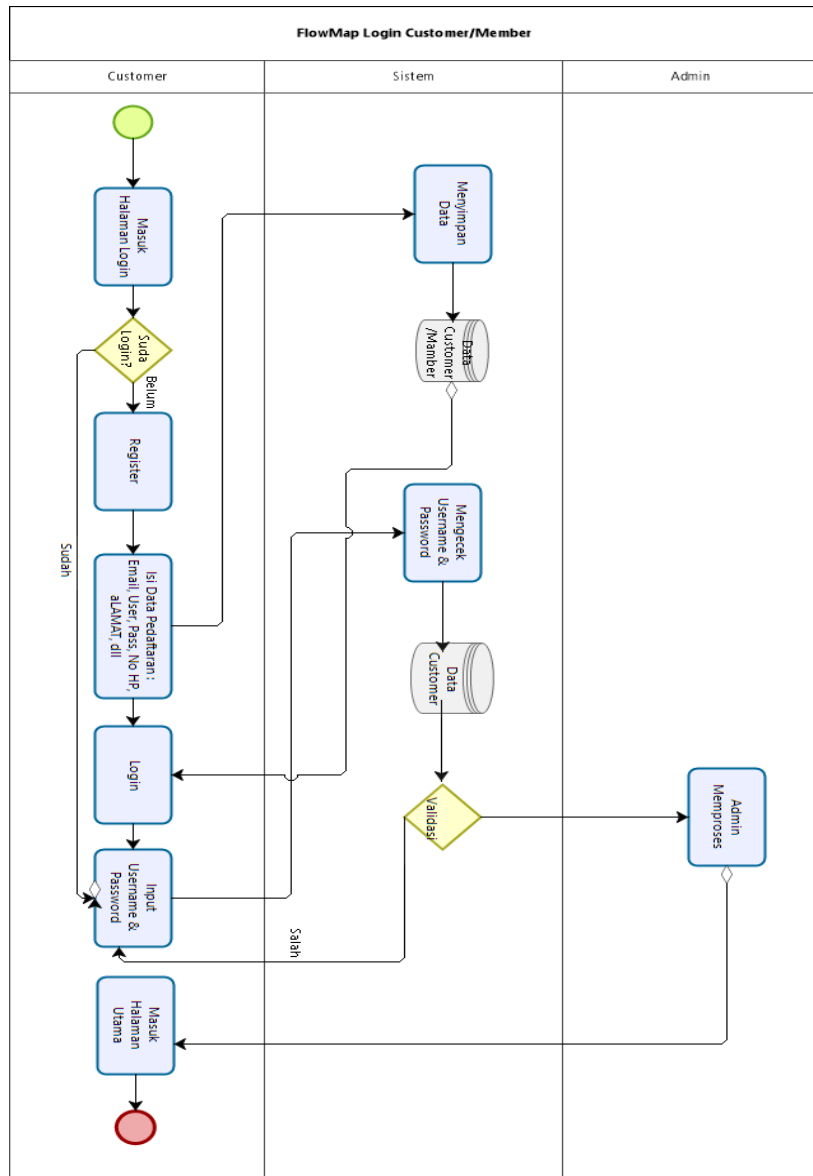 FlowMap Login Customer/Member
Customer
Sistem
Admin
Masuk
Halaman Login
Suda
Login?
Belum
Sudah
Register
Isi Data Pedaftaran :
Email, User, Pass, No HP,
aLAMAT, dll
Menyimpan
Data
Data
Customer
/Mamber
Login
Input
Username &
Password
Mengecek
Username &
Password
Data
Customer
Validasi
Salah
Admin
Memproses
Masuk
Halaman
Utama